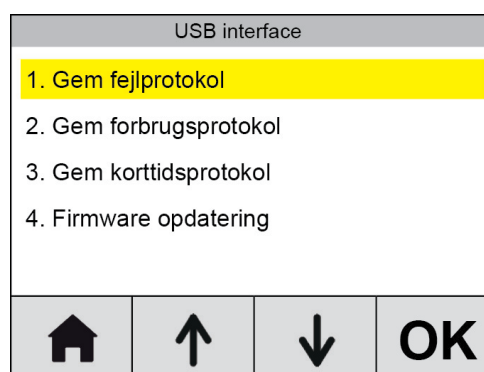 USB interface
1. Gem fejlprotokol
2. Gem forbrugsprotokol
3. Gem korttidsprotokol
4. Firmware opdatering
OK